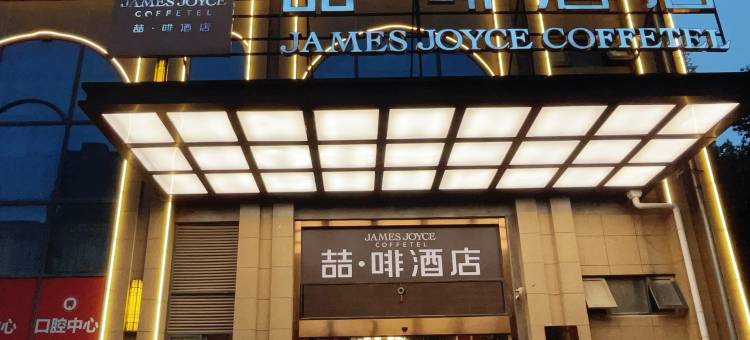 JAMES JOYCE
COFFETEL
喆·啡酒店
JAMES JOYCE COFFETEL
JAMES JOYCE
COFFETEL
喆·啡酒店
心
口腔中心